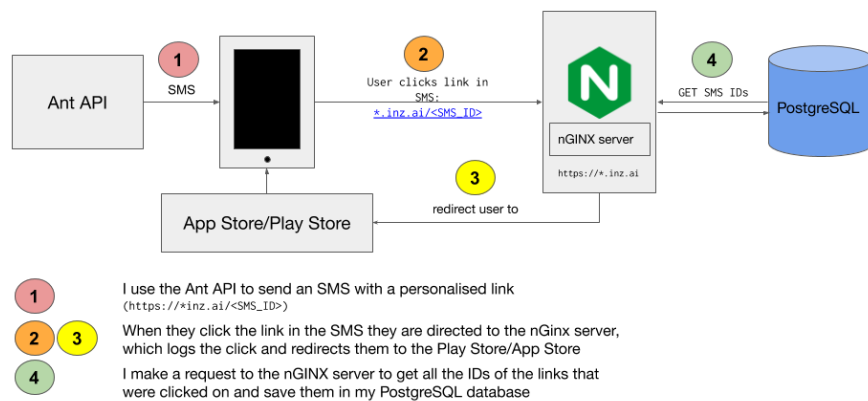 1
2
4
Ant API
SMS
User clicks link in
SMS:
*.inz.ai/<SMS_ID>
N
GET SMS IDs
PostgreSQL
nGINX server
https://*.inz.ai
3
redirect user to
App Store/Play Store
1
I use the Ant API to send an SMS with a personalised link
(https://*inz.ai/<SMS_ID>)
2 3
When they click the link in the SMS they are directed to the nGinx server,
which logs the click and redirects them to the Play Store/App Store
4
I make a request to the nGINX server to get all the IDs of the links that
were clicked on and save them in my PostgreSQL database